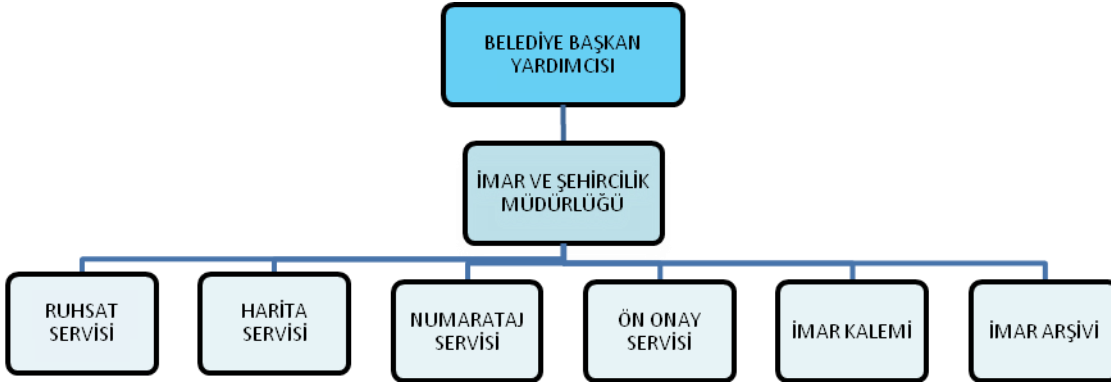 BELEDİYE BAŞKAN
YARDIMCISI
İMAR VE ŞEHİRCİLİK
MÜDÜRLÜĞÜ
RUHSAT
SERVİSİ
HARİTA
SERVİSİ
NUMARATAJ
SERVİSİ
ÖN ONAY
SERVİSİ
İMAR KALEMİ
İMAR ARŞİVİ